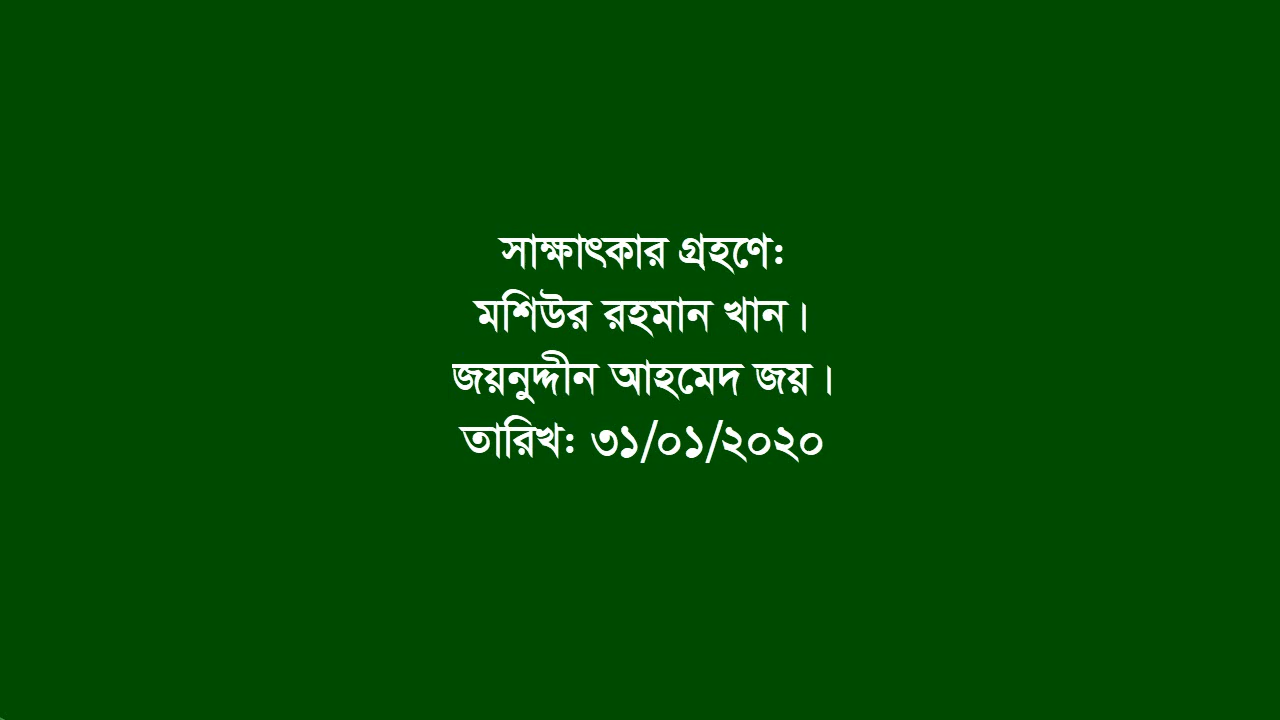 সাক্ষাৎকার গ্রহণে:
মশিউর রহমান খান।
জয়নুদ্দীন আহমেদ জয়।
তারিখ: ৩১/০১/২০২০